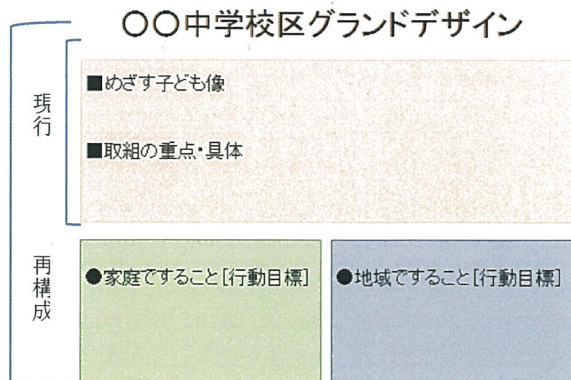 〇〇中学校区グランドデザイン
現行
■めざす子ども像
■取組の重点・具体
再構成
●家庭ですること[行動目標]
●地域ですること[行動目標]